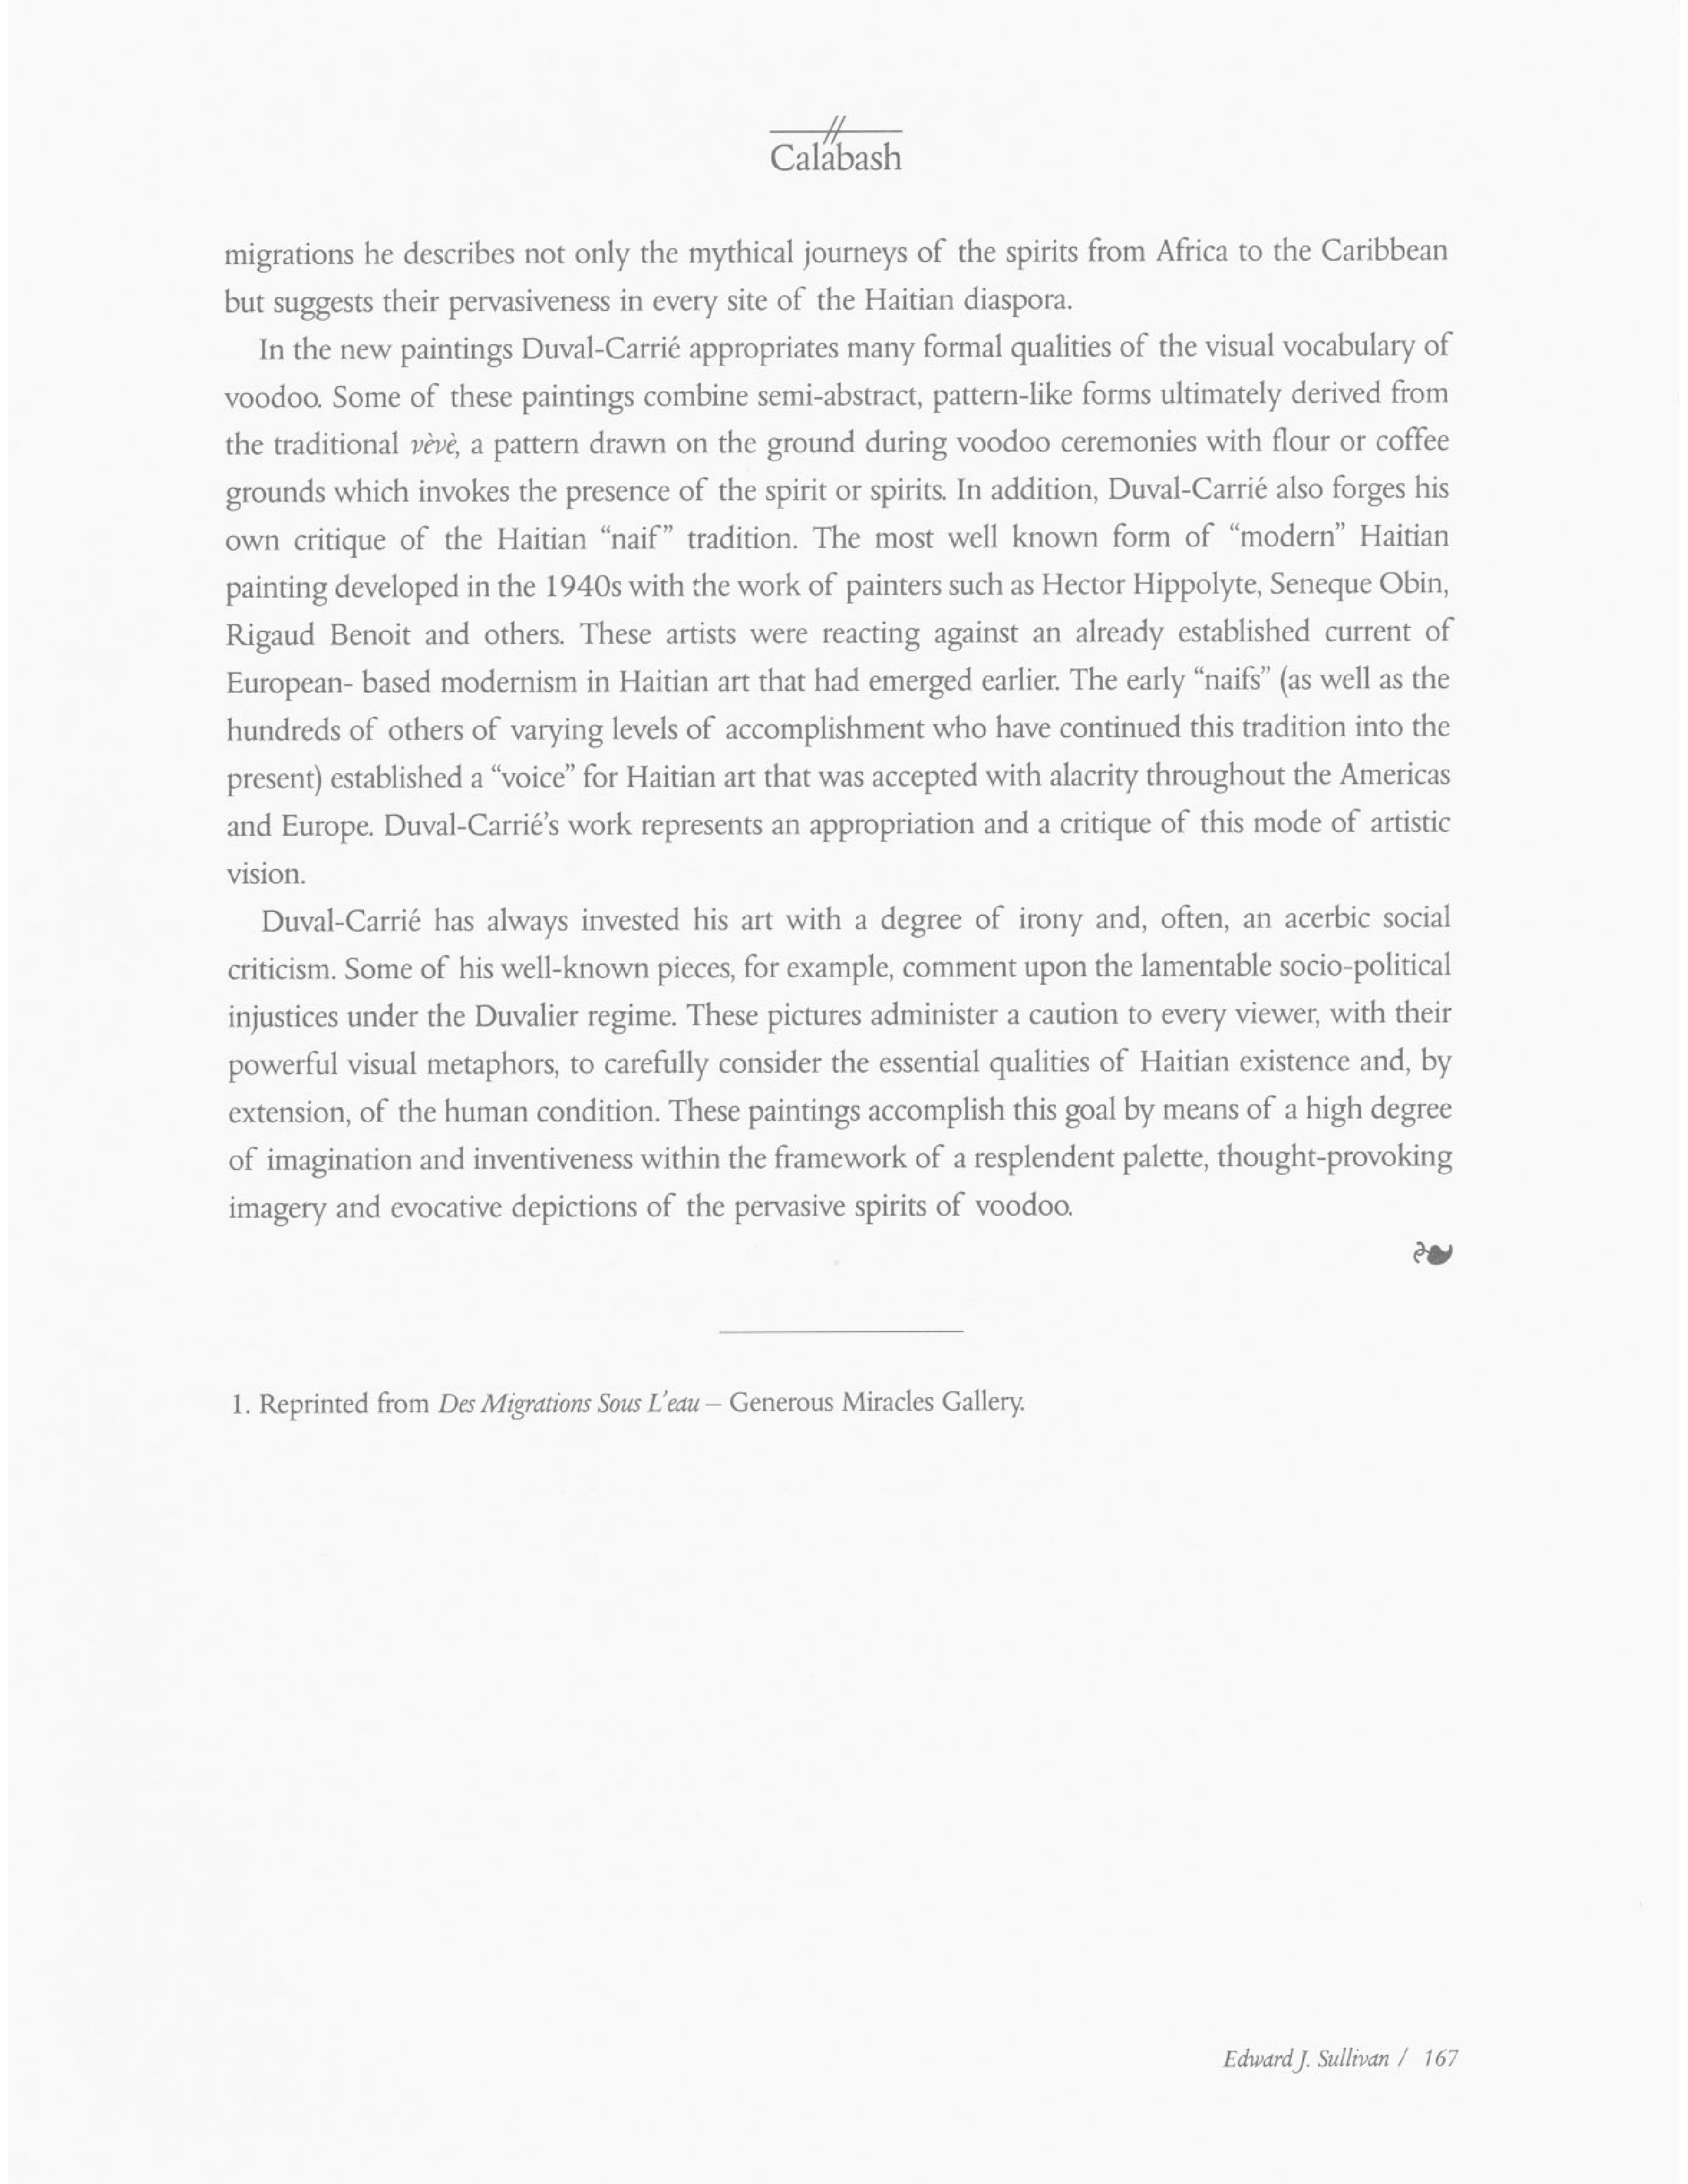 Calabash
migrations he describes not only the mythical journeys of the spirits from Africa to the Caribbean
but suggests their pervasiveness in every site of the Haitian diaspora.
In the new paintings Duval-Carrié appropriates many formal qualities of the visual vocabulary of
voodoo. Some of these paintings combine semi-abstract, pattern-like forms ultimately derived from
the traditional vèvè, a pattern drawn on the ground during voodoo ceremonies with flour or coffee
grounds which invokes the presence of the spirit or spirits. In addition, Duval-Carrié also forges his
own critique of the Haitian “naif” tradition. The most well known form of “modern” Haitian
painting developed in the 1940s with the work of painters such as Hector Hippolyte, Seneque Obin,
Rigaud Benoit and others. These artists were reacting against an already established current of
European- based modernism in Haitian art that had emerged earlier. The early “naifs” (as well as the
hundreds of others of varying levels of accomplishment who have continued this tradition into the
present) established a “voice” for Haitian art that was accepted with alacrity throughout the Americas
and Europe. Duval-Carrié’s work represents an appropriation and a critique of this mode of artistic
vision.
Duval-Carrié has always invested his art with a degree of irony and, often, an acerbic social
criticism. Some of his well-known pieces, for example, comment upon the lamentable socio-political
injustices under the Duvalier regime. These pictures administer a caution to every viewer, with their
powerful visual metaphors, to carefully consider the essential qualities of Haitian existence and, by
extension, of the human condition. These paintings accomplish this goal by means of a high degree
of imagination and inventiveness within the framework of a resplendent palette, thought-provoking
imagery and evocative depictions of the pervasive spirits of voodoo.
1. Reprinted from Des Migrations Sous L’eau – Generous Miracles Gallery.
Edward J. Sullivan / 167